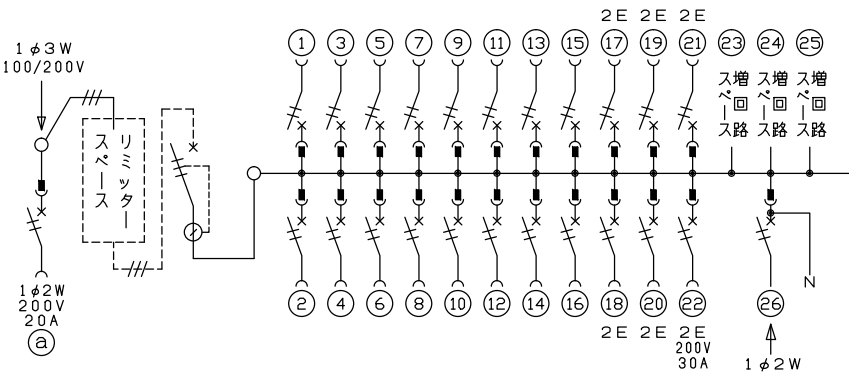 1φ3W
100/200V
リミッター
スペース
1φ2W
200V
20A
a
2E 2E 2E
1 3 5 7 9 11 13 15 17 19 21 23 24 25
増回路
スペース
増回路
スペース
増回路
スペース
N
2 4 6 8 10 12 14 16 18 20 22 26
2E 2E 2E
200V
30A
1φ2W